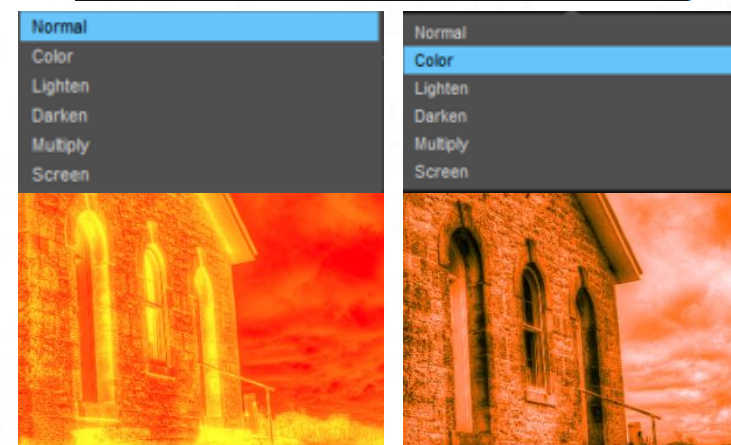 Normal
Color
Lighten
Darken
Multiply
Screen
Normal
Color
Lighten
Darken
Multiply
Screen